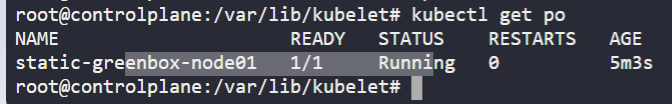 root@controlplane:/var/lib/kubelet# kubectl get po
NAME READY STATUS RESTARTS AGE
static-greenbox-node01 1/1 Running 0 5m3s
root@controlplane:/var/lib/kubelet#